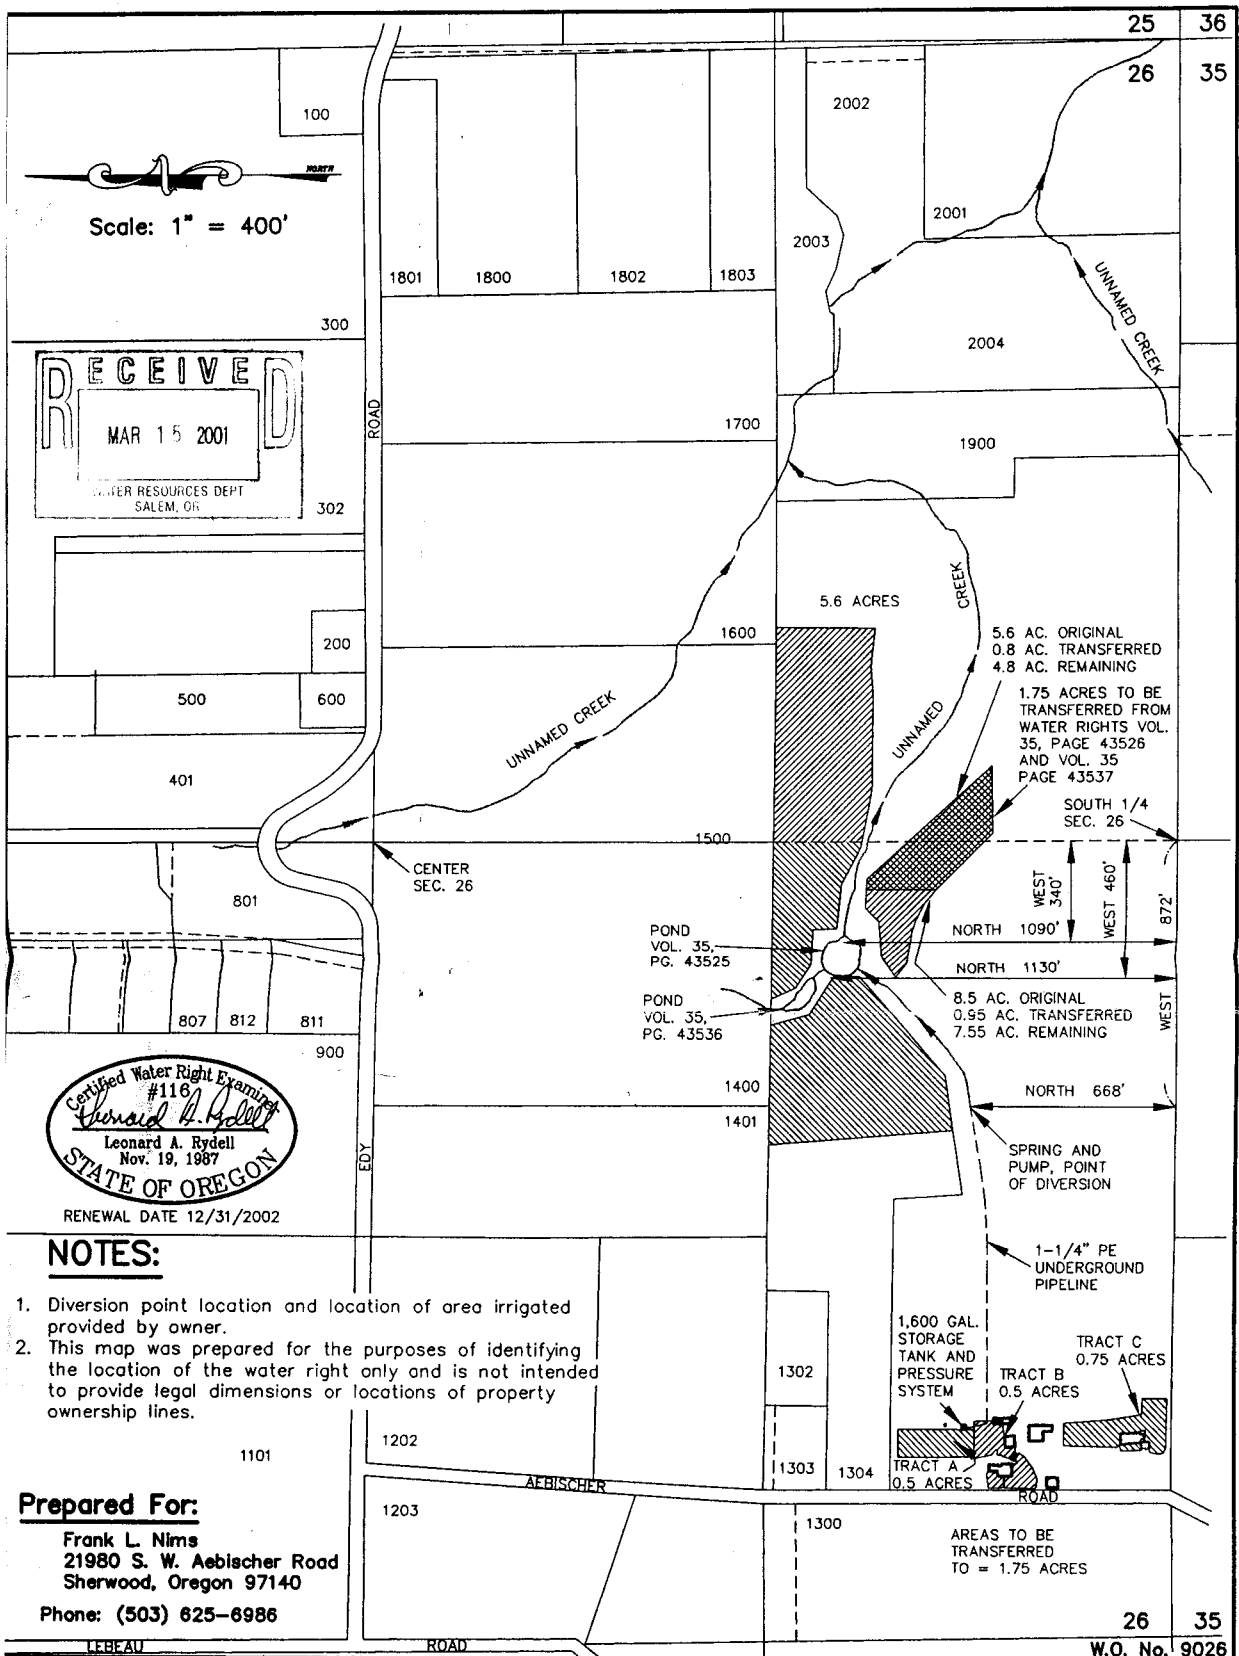 25 36
26 35
2002
100
NORTH
Scale: 1" = 400'
2001
2003
1801
1800
1802
1803
UNNAMED CREEK
300
2004
RECEIVED
MAR 15 2001
WATER RESOURCES DEPT
SALEM, OR
302
ROAD
1700
1900
5.6 ACRES
CREEK
UNNAMED
200
1600
5.6 AC. ORIGINAL
0.8 AC. TRANSFERRED
4.8 AC. REMAINING
500
600
1.75 ACRES TO BE
TRANSFERRED FROM
WATER RIGHTS VOL.
35, PAGE 43526
AND VOL. 35
PAGE 43537
UNNAMED CREEK
401
SOUTH 1/4
SEC. 26
1500
CENTER
SEC. 26
WEST
340'
WEST 460'
872'
WEST
801
POND
VOL. 35,
PG. 43525
NORTH 1090'
NORTH 1130'
POND
VOL. 35,
PG. 43536
8.5 AC. ORIGINAL
0.95 AC. TRANSFERRED
7.55 AC. REMAINING
807
812
811
900
1400
1401
NORTH 668'
Certified Water Right Examiner
#116
Leonard A. Rydell
Leonard A. Rydell
Nov. 19, 1987
STATE OF OREGON
RENEWAL DATE 12/31/2002
EDY
SPRING AND
PUMP, POINT
OF DIVERSION
NOTES:
1. Diversion point location and location of area irrigated
provided by owner.
2. This map was prepared for the purposes of identifying
the location of the water right only and is not intended
to provide legal dimensions or locations of property
ownership lines.
1-1/4" PE
UNDERGROUND
PIPELINE
1,600 GAL.
STORAGE
TANK AND
PRESSURE
SYSTEM
TRACT C
0.75 ACRES
TRACT B
0.5 ACRES
1302
1101
1202
1303
1304
TRACT A
0.5 ACRES
AEBISCHER
ROAD
1203
1300
Prepared For:
Frank L. Nims
21980 S. W. Aebischer Road
Sherwood, Oregon 97140
Phone: (503) 625-6986
AREAS TO BE
TRANSFERRED
TO = 1.75 ACRES
26 35
LEBEAU
ROAD
W.O. No. 9026